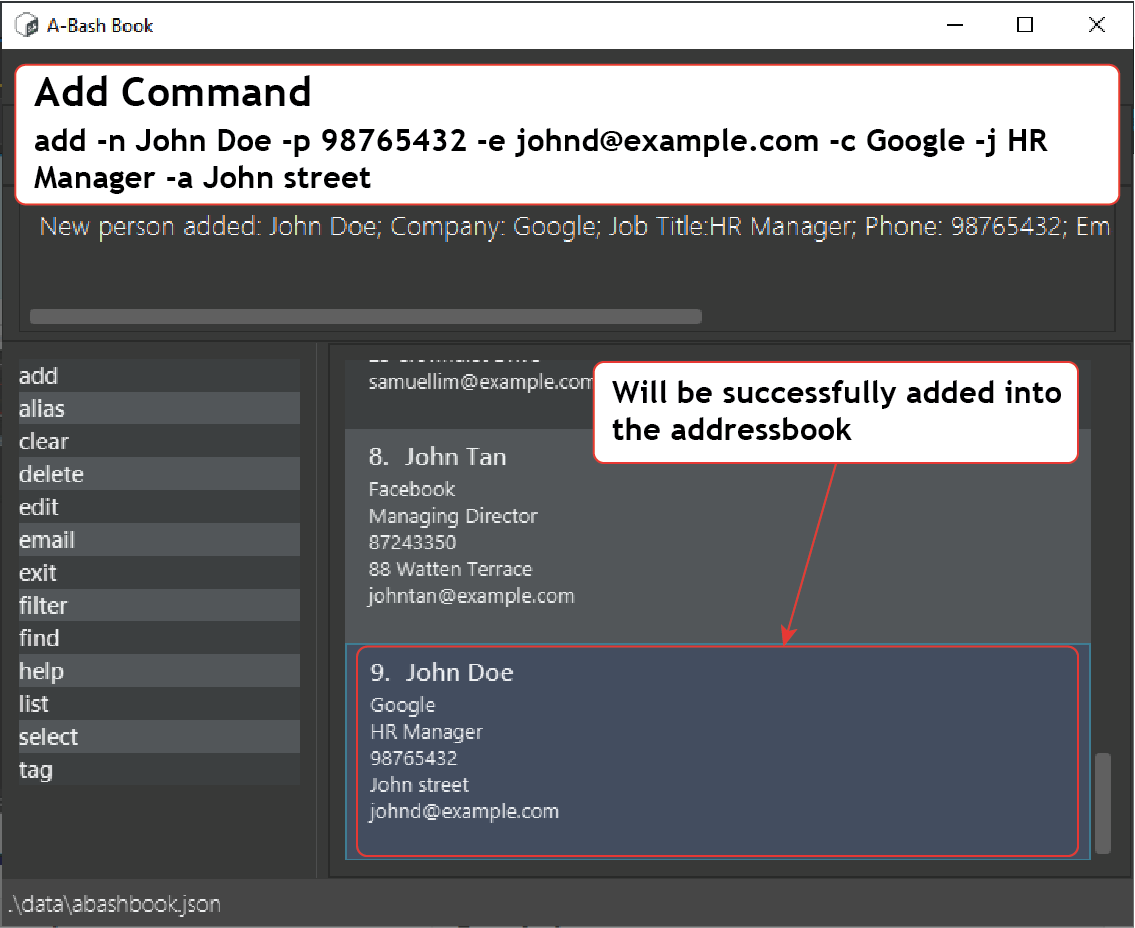 A-Bash Book
Add Command
add -n John Doe -p 98765432 -e johnd@example.com -c Google -j HR
Manager -a John street
New person added: John Doe; Company: Google; Job Title:HR Manager; Phone: 98765432; Em
add
alias
clear
delete
edit
email
exit
filter
find
help
list
select
tag
samuellim@example.com
Will be successfully added into
the addressbook
8. John Tan
Facebook
Managing Director
87243350
88 Watten Terrace
johntan@example.com
9. John Doe
Google
HR Manager
98765432
John street
johnd@example.com
.\data\abashbook.json